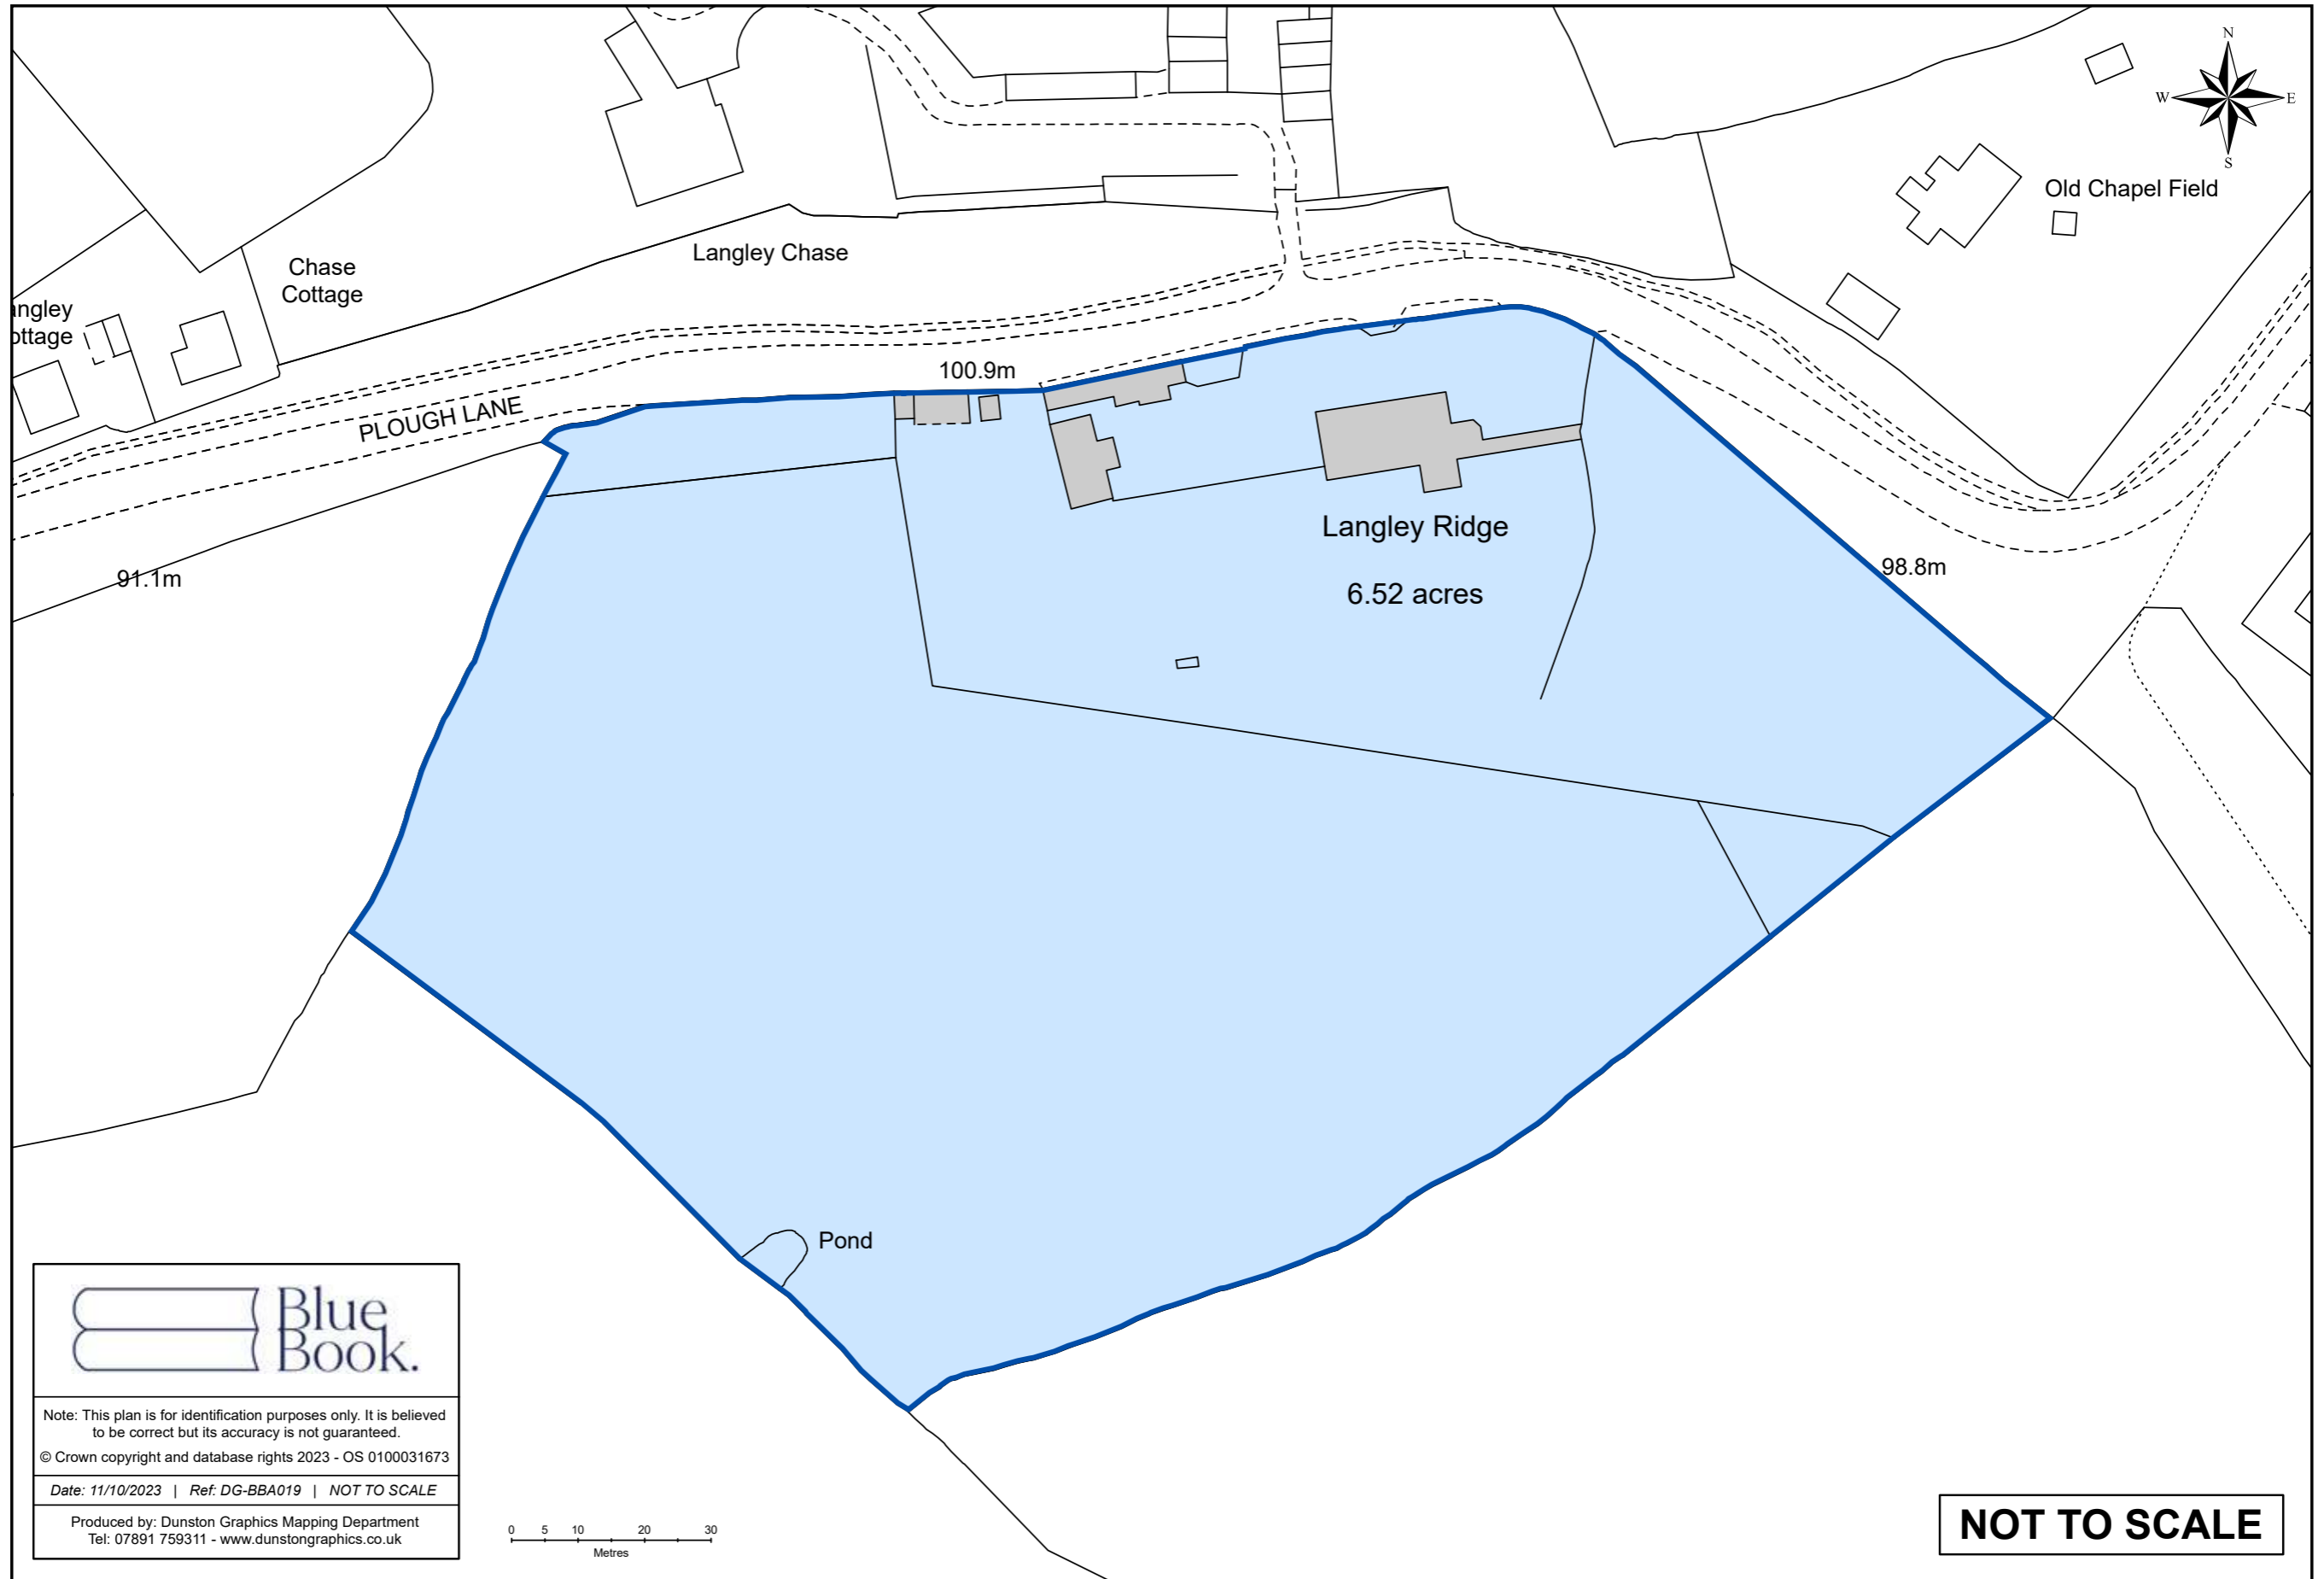 N
W
E
S
Old Chapel Field
Langley Chase
Chase
Cottage
angley
ottage
100.9m
PLOUGH LANE
Langley Ridge
98.8m
91.1m
6.52 acres
Pond
Blue
Book.
Note: This plan is for identification purposes only. It is believed
to be correct but its accuracy is not guaranteed.
© Crown copyright and database rights 2023 - OS 0100031673
Date: 11/10/2023 | Ref: DG-BBA019 | NOT TO SCALE
Produced by: Dunston Graphics Mapping Department
Tel: 07891 759311 - www.dunstongraphics.co.uk
0 5 10 20 30
Metres
NOT TO SCALE